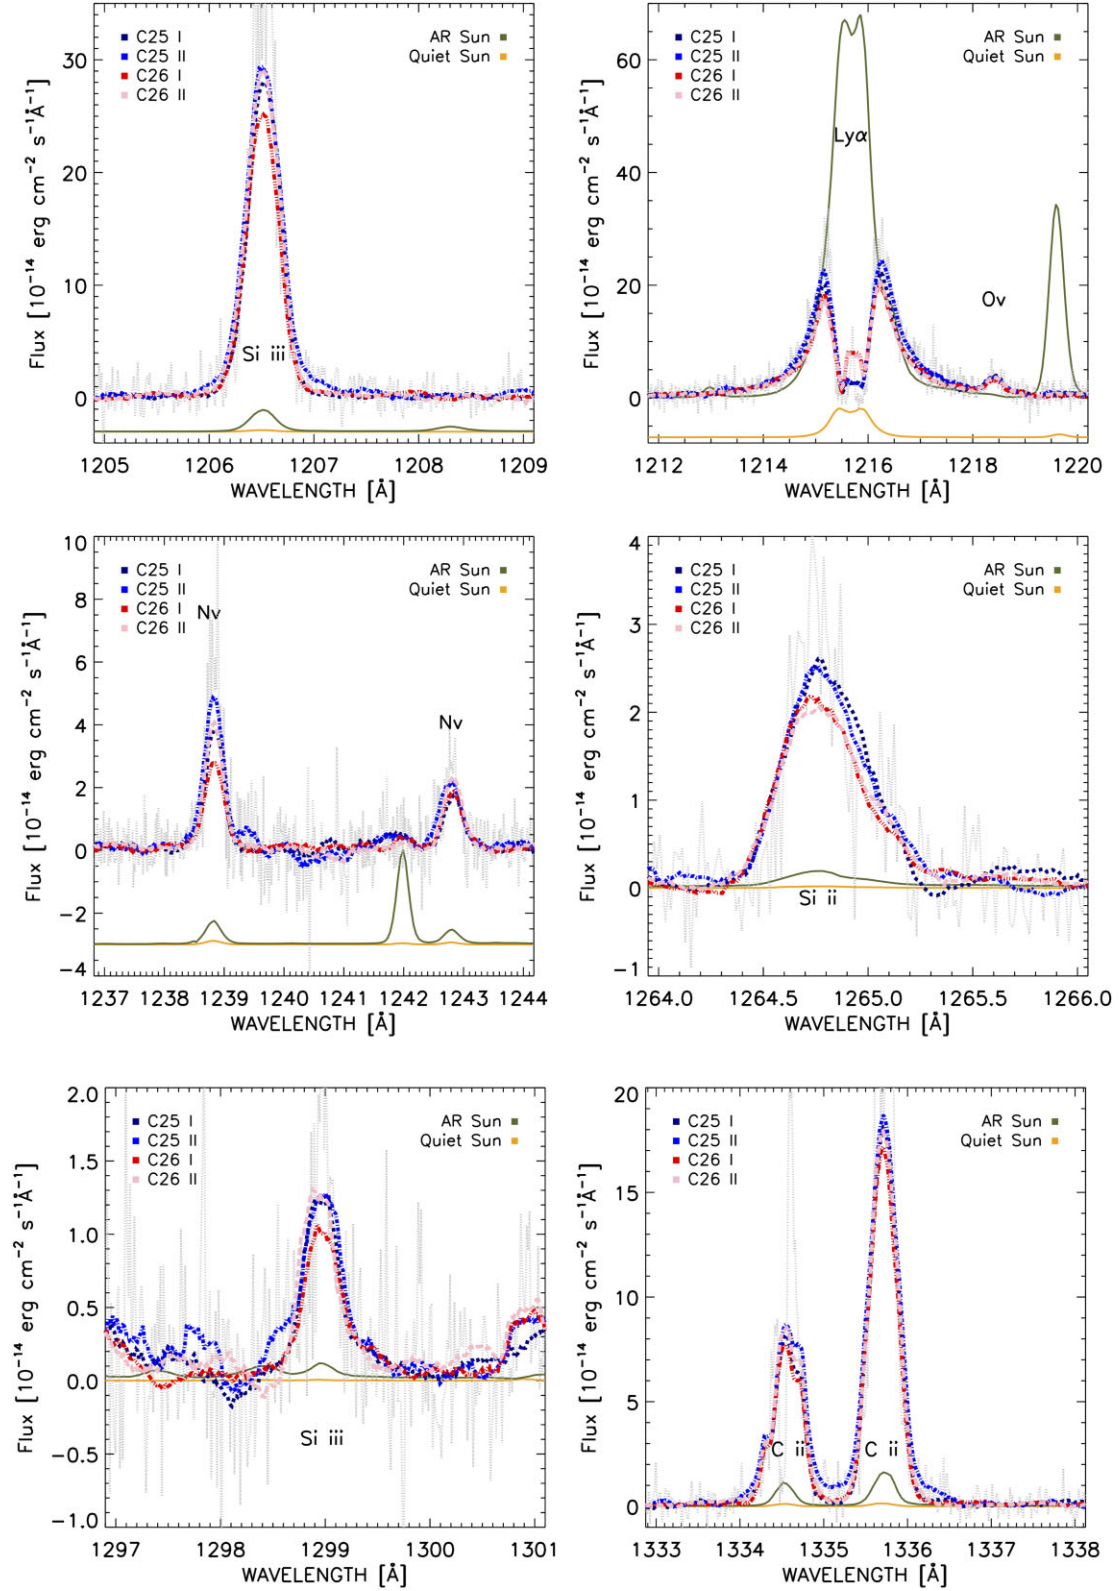 C25 I
C25 II
C26 I
C26 II
AR Sun
Quiet Sun
Si iii
30
20
10
0
Flux [10⁻¹⁴ erg cm⁻² s⁻¹Å⁻¹]
1205 1206 1207 1208 1209
WAVELENGTH [Å]
C25 I
C25 II
C26 I
C26 II
AR Sun
Quiet Sun
Lyα
Ov
60
40
20
0
Flux [10⁻¹⁴ erg cm⁻² s⁻¹Å⁻¹]
1212 1214 1216 1218 1220
WAVELENGTH [Å]
C25 I
C25 II
C26 I
C26 II
AR Sun
Quiet Sun
Nv
Nv
10
8
6
4
2
0
−2
−4
Flux [10⁻¹⁴ erg cm⁻² s⁻¹Å⁻¹]
1237 1238 1239 1240 1241 1242 1243 1244
WAVELENGTH [Å]
C25 I
C25 II
C26 I
C26 II
AR Sun
Quiet Sun
Si ii
4
3
2
1
0
−1
Flux [10⁻¹⁴ erg cm⁻² s⁻¹Å⁻¹]
1264.0 1264.5 1265.0 1265.5 1266.0
WAVELENGTH [Å]
C25 I
C25 II
C26 I
C26 II
AR Sun
Quiet Sun
Si iii
2.0
1.5
1.0
0.5
0.0
−0.5
−1.0
Flux [10⁻¹⁴ erg cm⁻² s⁻¹Å⁻¹]
1297 1298 1299 1300 1301
WAVELENGTH [Å]
C25 I
C25 II
C26 I
C26 II
AR Sun
Quiet Sun
C ii
C ii
20
15
10
5
0
Flux [10⁻¹⁴ erg cm⁻² s⁻¹Å⁻¹]
1333 1334 1335 1336 1337 1338
WAVELENGTH [Å]